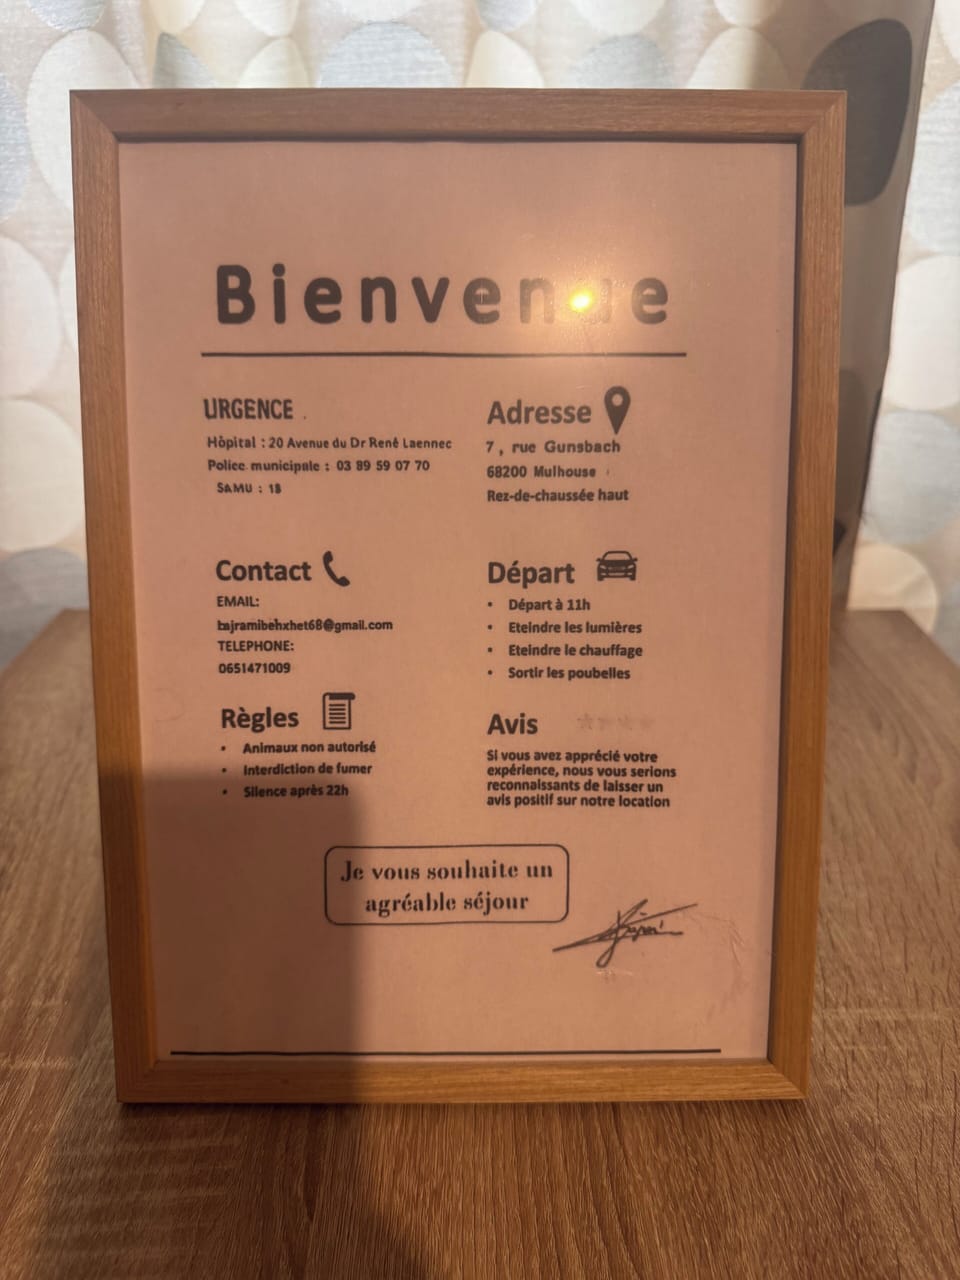 Bienvenue
URGENCE
Hôpital : 20 Avenue du Dr René Laennec
Police municipale : 03 89 59 07 70
SAMU : 18
Adresse
7 , rue Gunsbach
68200 Mulhouse
Rez-de-chaussée haut
Contact
EMAIL:
bajramibehxhet68@gmail.com
TELEPHONE:
0651471009
Départ
• Départ à 11h
• Eteindre les lumières
• Eteindre le chauffage
• Sortir les poubelles
Règles
• Animaux non autorisé
• Interdiction de fumer
• Silence après 22h
Avis
Si vous avez apprécié votre
expérience, nous vous serions
reconnaissants de laisser un
avis positif sur notre location
Je vous souhaite un
agréable séjour